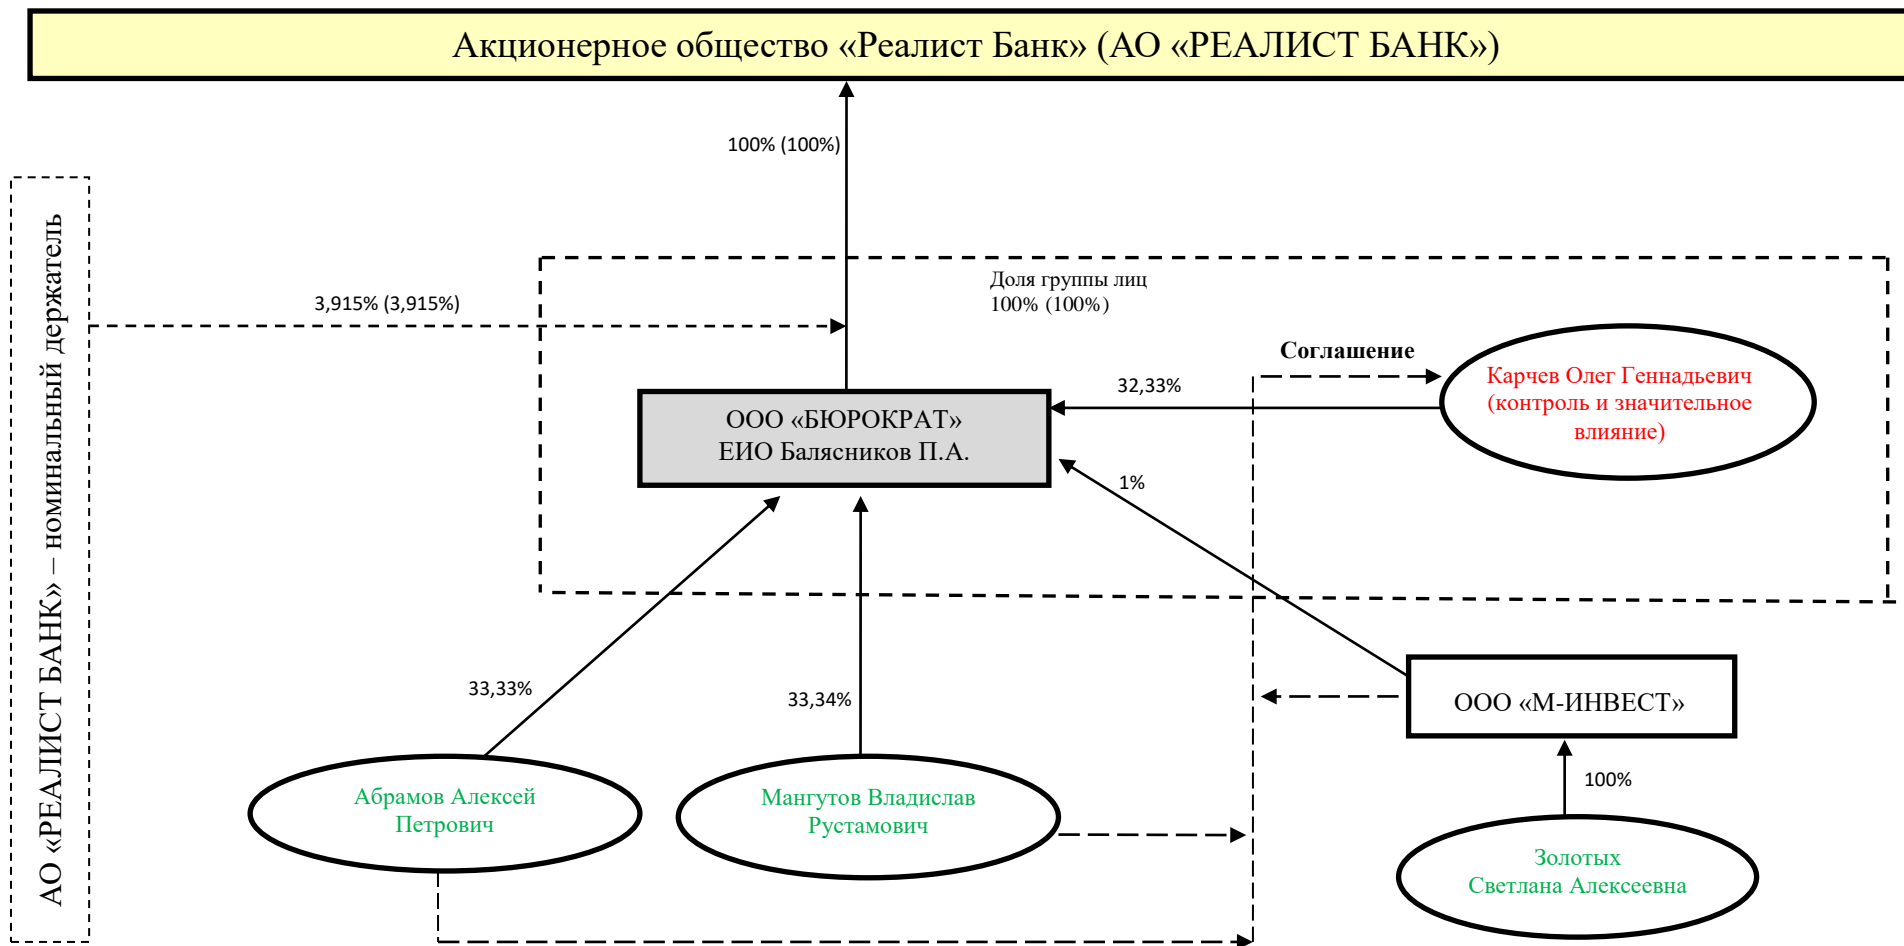 Акционерное общество «Реалист Банк» (АО «РЕАЛИСТ БАНК»)
100% (100%)
АО «РЕАЛИСТ БАНК» – номинальный держатель
3,915% (3,915%)
Доля группы лиц
100% (100%)
Соглашение
32,33%
Карчев Олег Геннадьевич
(контроль и значительное
влияние)
ООО «БЮРОКРАТ»
ЕИО Балясников П.А.
1%
33,33%
33,34%
ООО «М-ИНВЕСТ»
100%
Абрамов Алексей
Петрович
Мангутов Владислав
Рустамович
Золотых
Светлана Алексеевна